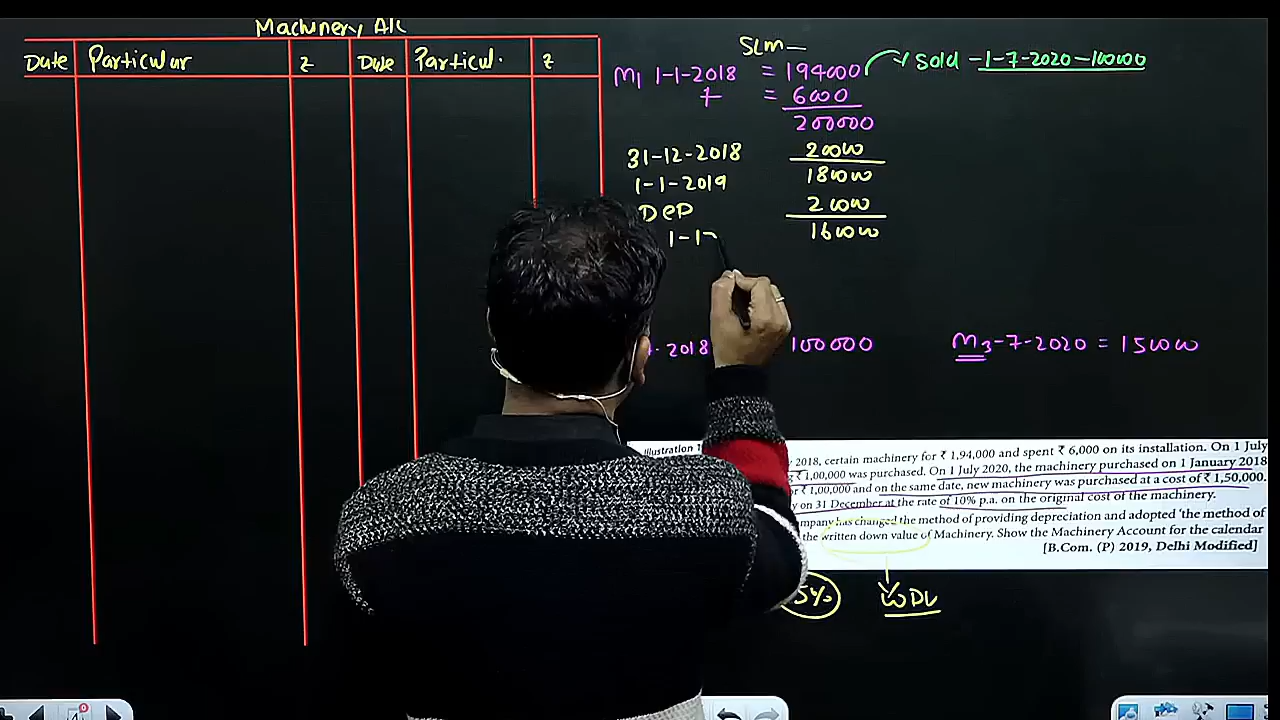 Machinery A/c
Date Particular ₹ Date Particul. ₹
SLM —
M1 1-1-2018 = 194000 → Sold - 1-7-2020 - 100000
+ = 6000
200000
31-12-2018 20000
1-1-2019 180000
Dep 20000
1-1- 160000
2018 100000
M3-7-2020 = 150000
Illustration
2018, certain machinery for ₹ 1,94,000 and spent ₹ 6,000 on its installation. On 1 July
₹ 1,00,000 was purchased. On 1 July 2020, the machinery purchased on 1 January 2018
₹ 1,00,000 and on the same date, new machinery was purchased at a cost of ₹ 1,50,000.
on 31 December at the rate of 10% p.a. on the original cost of the machinery.
has changed the method of providing depreciation and adopted 'the method of
the written down value of Machinery. Show the Machinery Account for the calendar
[B.Com. (P) 2019, Delhi Modified]
5% WDV